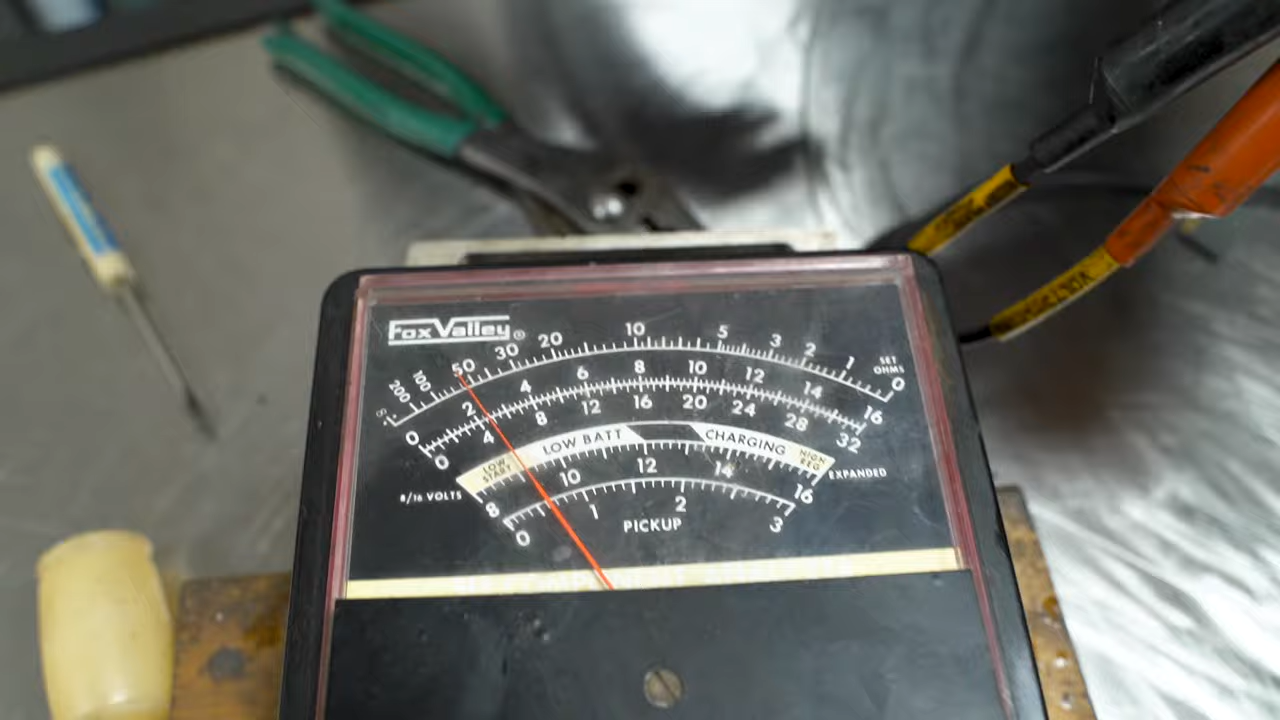 FoxValley®
200 100 50 30 20 10 5 3 2 1 SET OHMS 0
0 2 4 6 8 10 12 14 16
0 4 8 12 16 20 24 28 32
LOW START LOW BATT CHARGING HIGH REG
8/16 VOLTS 8 10 12 14 16 EXPANDED
0 1 2 3
PICKUP